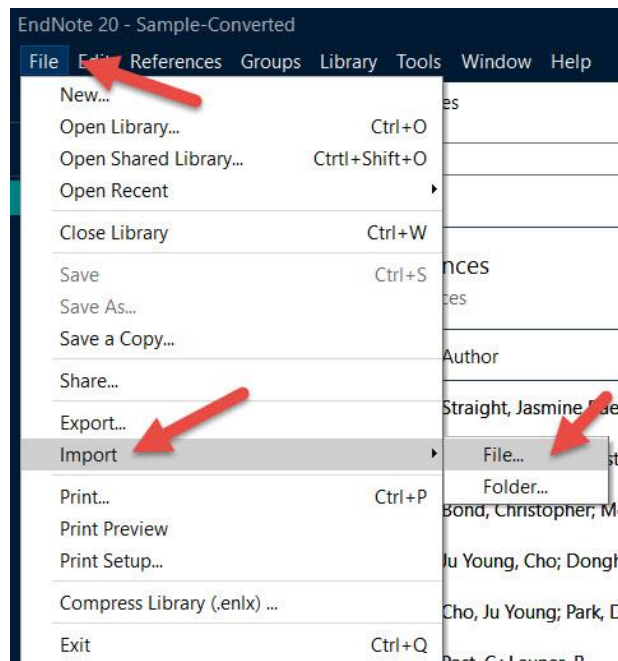 EndNote 20 - Sample-Converted
File Edit References Groups Library Tools Window Help
New...
es
Open Library... Ctrl+O
Open Shared Library... Ctrtl+Shift+O
Open Recent
Close Library Ctrl+W
Save Ctrl+S
nces
Save As...
ces
Save a Copy...
Author
Share...
Straight, Jasmine
Export...
Import
File...
Folder...
Print... Ctrl+P
Bond, Christopher; M
Print Preview
Print Setup...
Ju Young, Cho; Dongh
Compress Library (.enlx) ...
Cho, Ju Young; Park, D
Exit Ctrl+Q